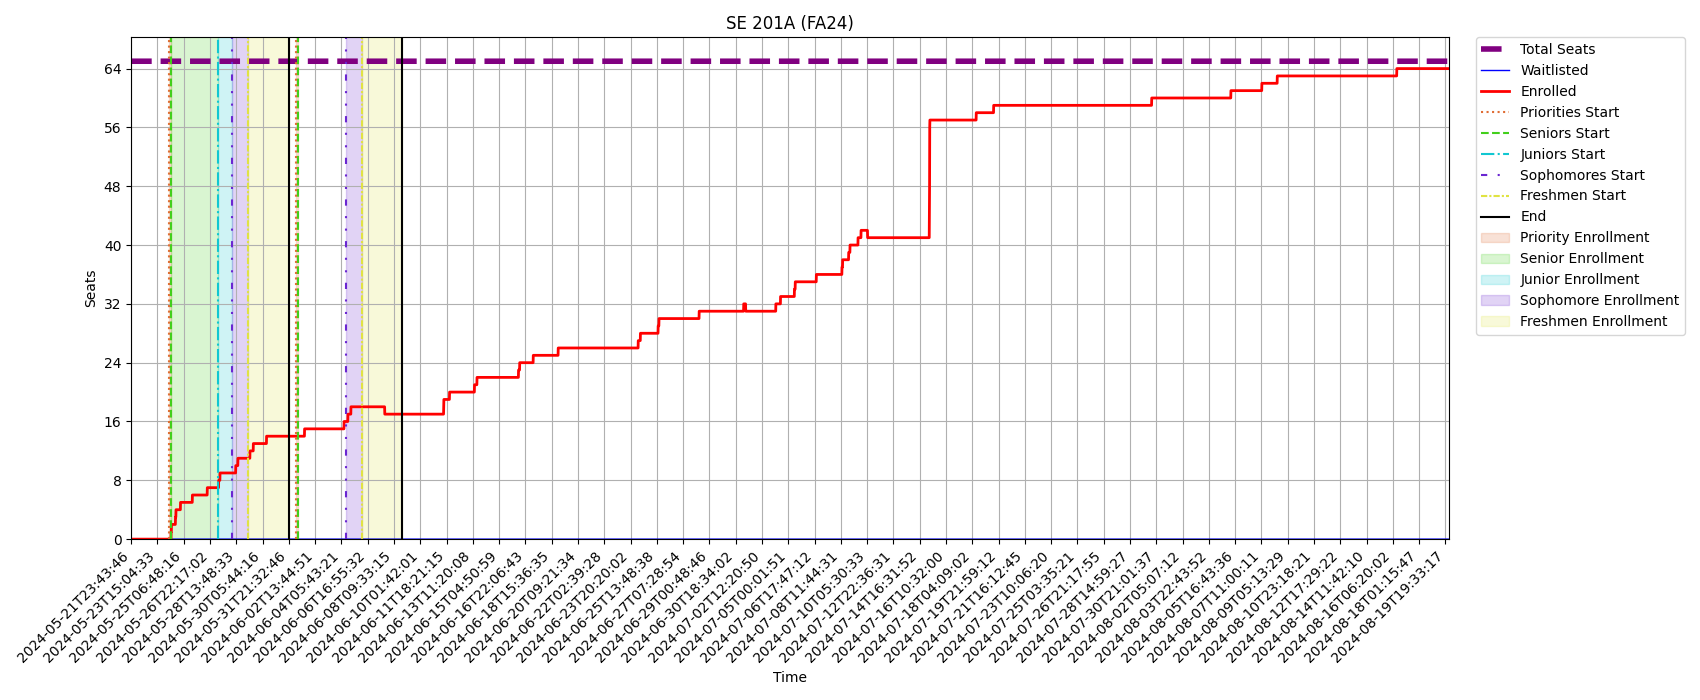 SE 201A (FA24)
Seats
64
56
48
40
32
24
16
8
0
2024-05-21T23:43:46
2024-05-23T15:04:33
2024-05-25T06:48:16
2024-05-26T22:17:02
2024-05-28T13:48:33
2024-05-30T05:44:16
2024-05-31T21:32:46
2024-06-02T13:44:51
2024-06-04T05:43:21
2024-06-06T16:55:32
2024-06-08T09:33:15
2024-06-10T01:42:01
2024-06-11T18:21:15
2024-06-13T11:20:08
2024-06-15T04:50:59
2024-06-16T22:06:43
2024-06-18T15:36:35
2024-06-20T09:21:34
2024-06-22T02:39:28
2024-06-23T20:20:02
2024-06-25T13:48:38
2024-06-27T07:28:54
2024-06-29T00:48:46
2024-06-30T18:34:02
2024-07-02T12:20:50
2024-07-05T00:01:51
2024-07-06T17:47:12
2024-07-08T11:44:31
2024-07-10T05:30:33
2024-07-12T22:36:31
2024-07-14T16:31:52
2024-07-16T10:32:00
2024-07-18T04:09:02
2024-07-19T21:59:12
2024-07-21T16:12:45
2024-07-23T10:06:20
2024-07-25T03:35:21
2024-07-26T21:17:55
2024-07-28T14:59:27
2024-07-30T21:01:37
2024-08-02T05:07:12
2024-08-03T22:43:52
2024-08-05T16:43:36
2024-08-07T11:00:11
2024-08-09T05:13:29
2024-08-10T23:18:21
2024-08-12T17:29:22
2024-08-14T11:42:10
2024-08-16T06:20:02
2024-08-18T01:15:47
2024-08-19T19:33:17
Time
Total Seats
Waitlisted
Enrolled
Priorities Start
Seniors Start
Juniors Start
Sophomores Start
Freshmen Start
End
Priority Enrollment
Senior Enrollment
Junior Enrollment
Sophomore Enrollment
Freshmen Enrollment